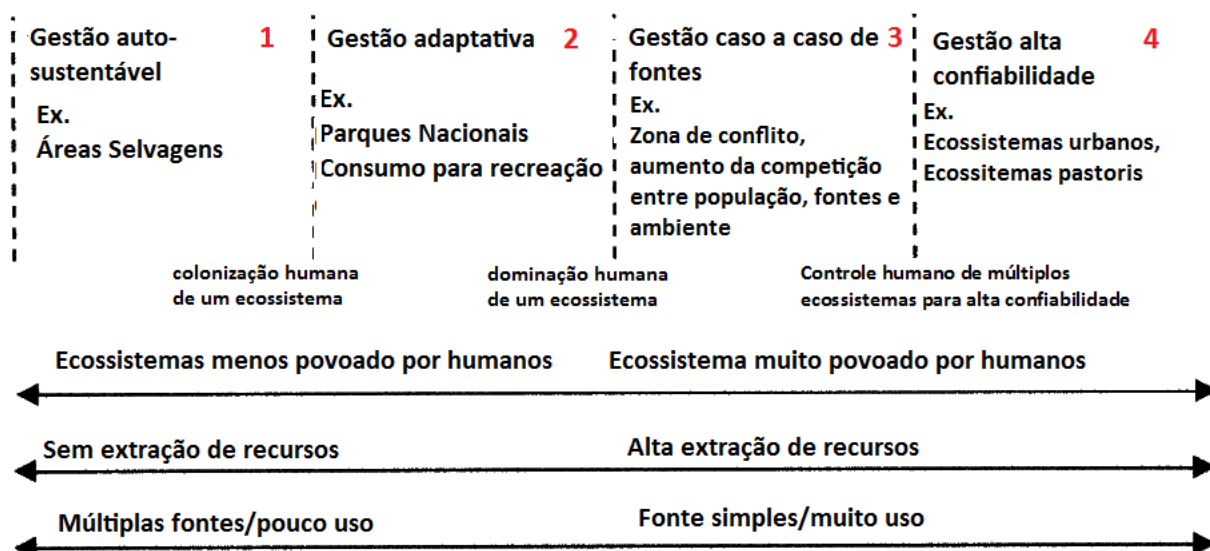 Gestão auto-
sustentável
1
Ex.
Áreas Selvagens
Gestão adaptativa
2
Ex.
Parques Nacionais
Consumo para recreação
Gestão caso a caso de
fontes
3
Ex.
Zona de conflito,
aumento da competição
entre população, fontes e
ambiente
Gestão alta
confiabilidade
4
Ex.
Ecossistemas urbanos,
Ecossitemas pastoris
colonização humana
de um ecossistema
dominação humana
de um ecossistema
Controle humano de múltiplos
ecossistemas para alta confiabilidade
Ecossistemas menos povoado por humanos
Ecossistema muito povoado por humanos
Sem extração de recursos
Alta extração de recursos
Múltiplas fontes/pouco uso
Fonte simples/muito uso